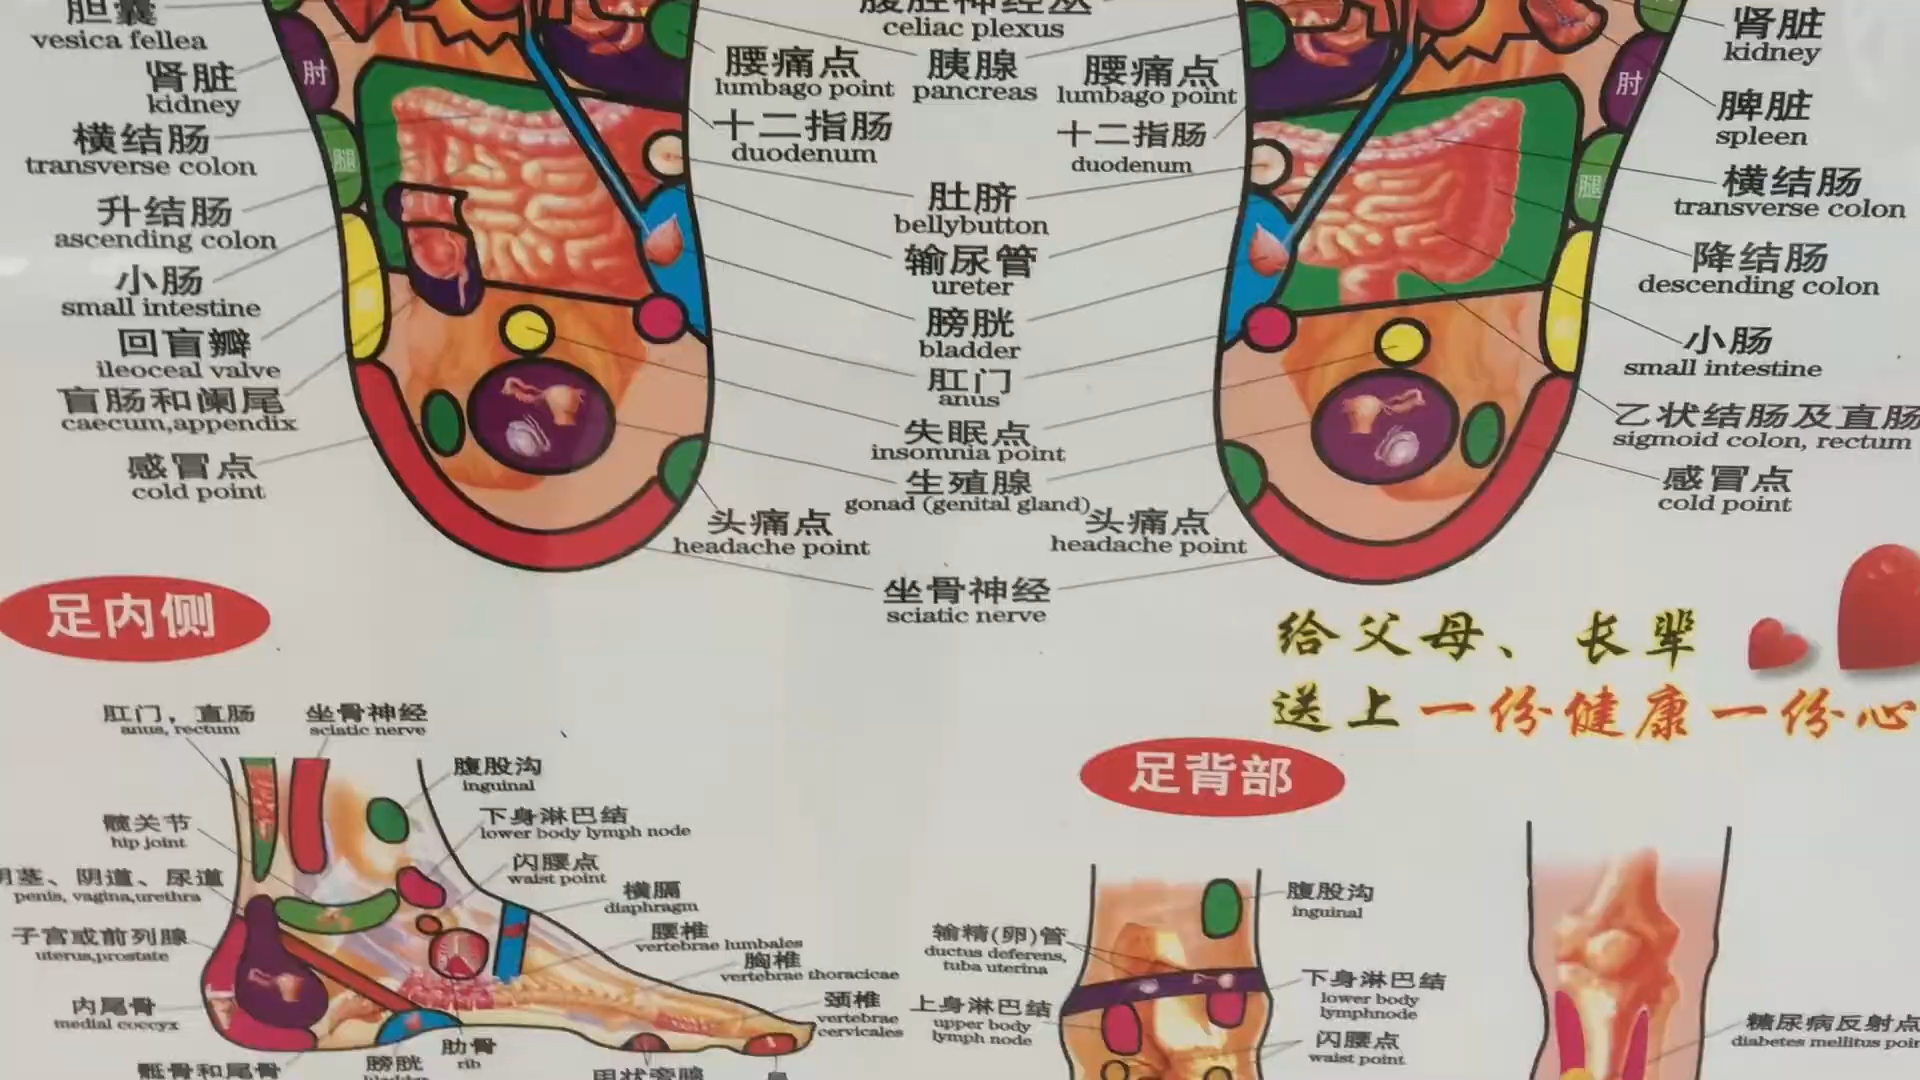 胆囊
vesica fellea
肾脏
kidney
横结肠
transverse colon
升结肠
ascending colon
小肠
small intestine
回盲瓣
ileoceal valve
盲肠和阑尾
caecum,appendix
感冒点
cold point
肘
腿
celiac plexus
腰痛点
lumbago point
胰腺
pancreas
腰痛点
lumbago point
十二指肠
duodenum
十二指肠
duodenum
肚脐
bellybutton
输尿管
ureter
膀胱
bladder
肛门
anus
失眠点
insomnia point
生殖腺
gonad (genital gland)
头痛点
headache point
头痛点
headache point
坐骨神经
sciatic nerve
肘
腿
肾脏
kidney
脾脏
spleen
横结肠
transverse colon
降结肠
descending colon
小肠
small intestine
乙状结肠及直肠
sigmoid colon, rectum
感冒点
cold point
给父母、长辈
送上一份健康一份心
足内侧
肛门，直肠
anus, rectum
坐骨神经
sciatic nerve
腹股沟
inguinal
髋关节
hip joint
下身淋巴结
lower body lymph node
闪腰点
waist point
阴茎、阴道、尿道
penis, vagina,urethra
横膈
diaphragm
子宫或前列腺
uterus,prostate
腰椎
vertebrae lumbales
胸椎
vertebrae thoracicae
内尾骨
medial coccyx
颈椎
vertebrae
cervicales
骶骨和尾骨
膀胱
肋骨
rib
足背部
腹股沟
inguinal
输精(卵)管
ductus deferens,
tuba uterina
下身淋巴结
lower body
lymphnode
上身淋巴结
upper body
lymph node
闪腰点
waist point
糖尿病反射点
diabetes mellitus poin